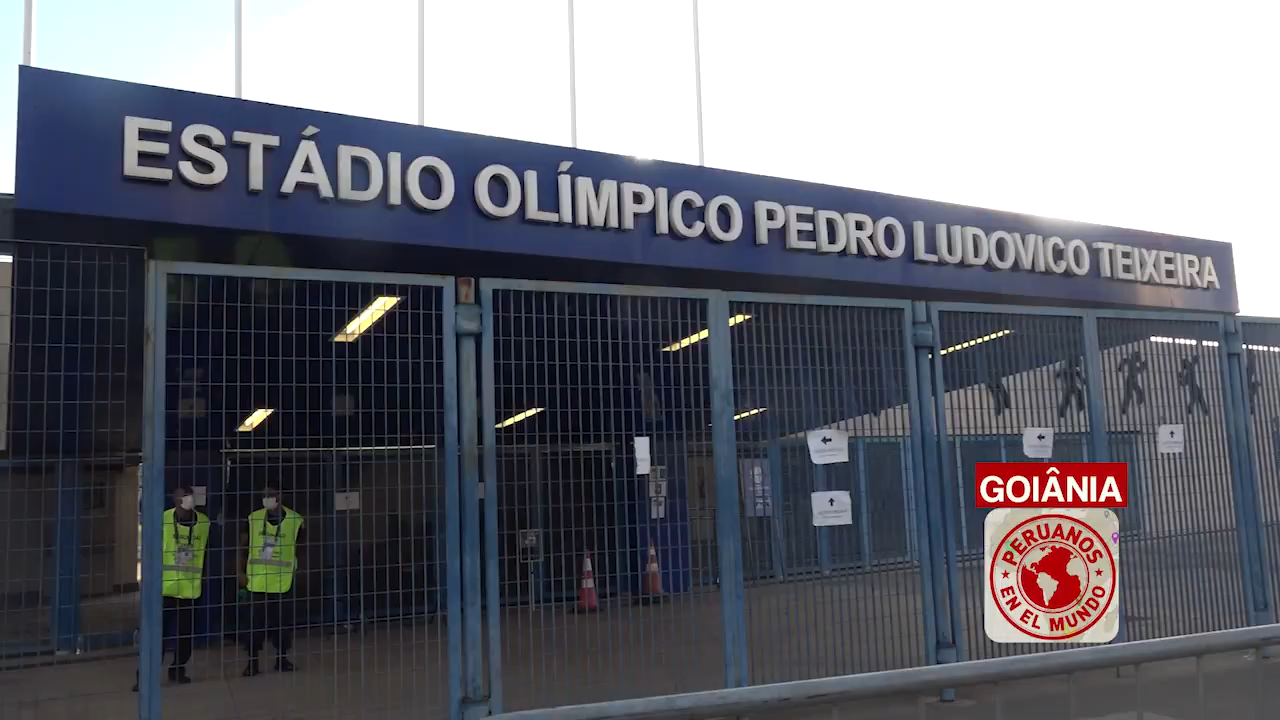 ESTÁDIO OLÍMPICO PEDRO LUDOVICO TEIXEIRA
GOIÂNIA
PERUANOS
EN EL MUNDO